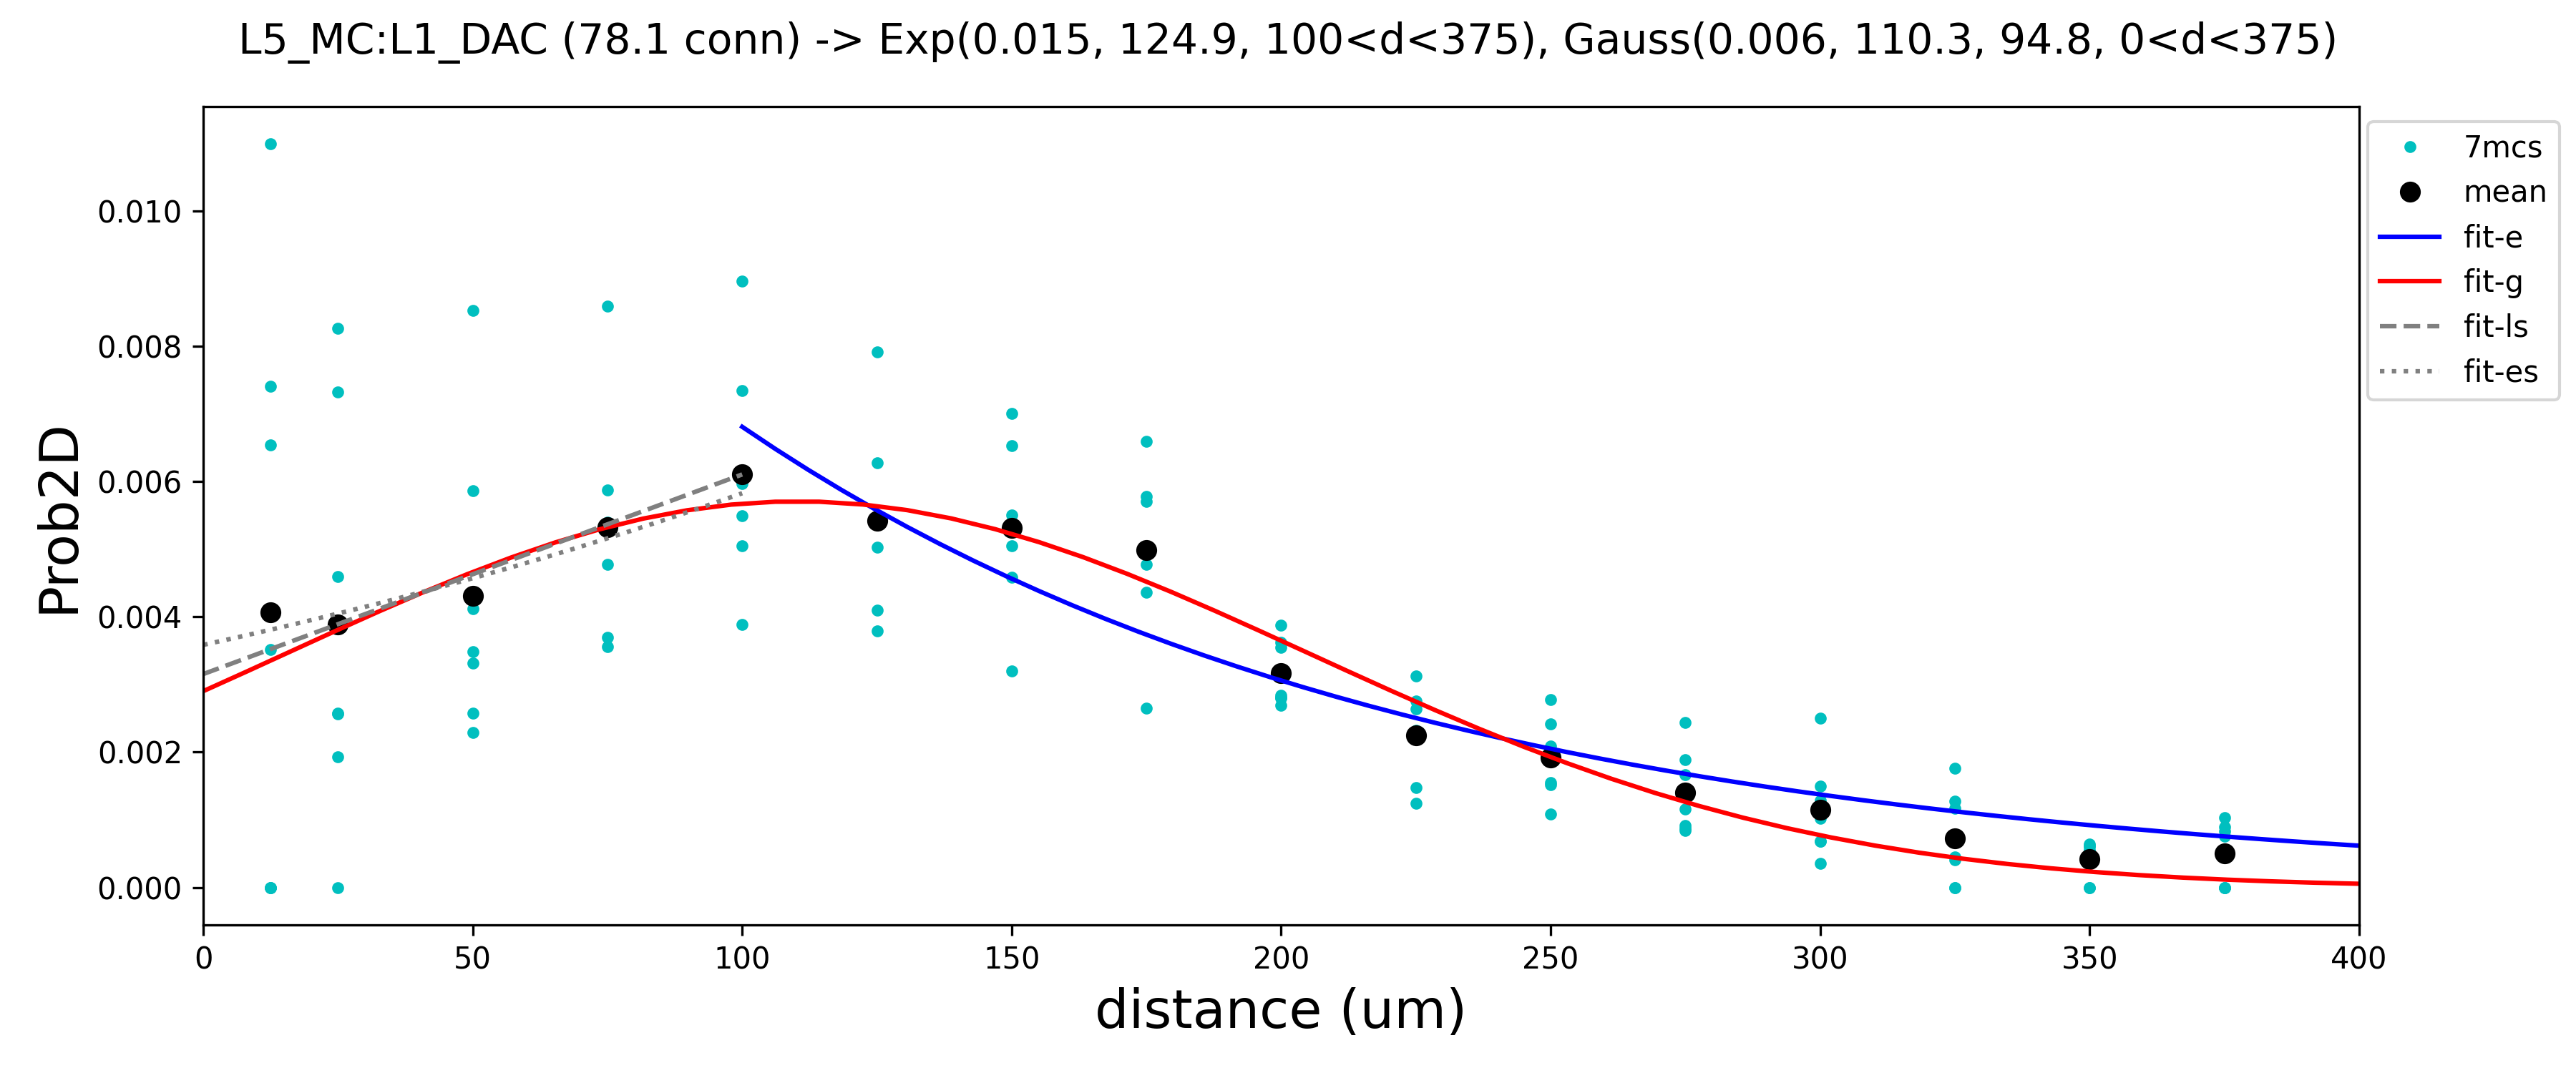 L5_MC:L1_DAC (78.1 conn) -> Exp(0.015, 124.9, 100<d<375), Gauss(0.006, 110.3, 94.8, 0<d<375)
7mcs
mean
fit-e
fit-g
fit-ls
fit-es
Prob2D
0.010
0.008
0.006
0.004
0.002
0.000
0 50 100 150 200 250 300 350 400
distance (um)